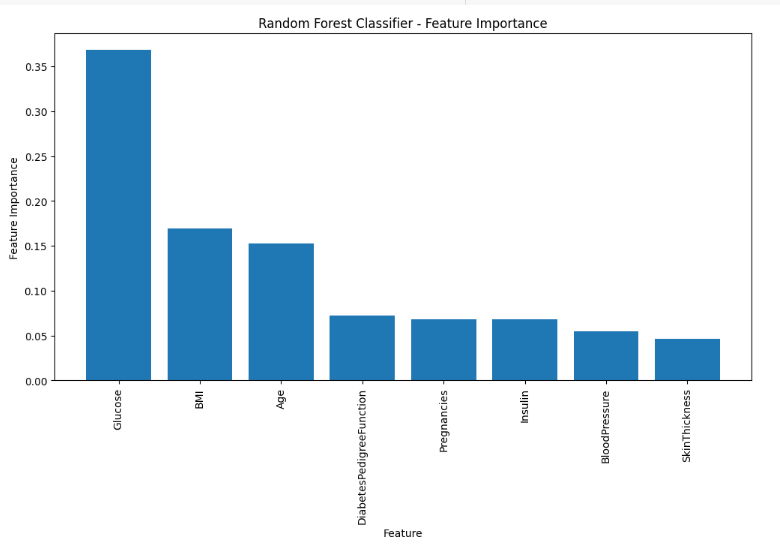 Random Forest Classifier - Feature Importance
Feature Importance
0.35
0.30
0.25
0.20
0.15
0.10
0.05
0.00
Glucose
BMI
Age
DiabetesPedigreeFunction
Pregnancies
Insulin
BloodPressure
SkinThickness
Feature